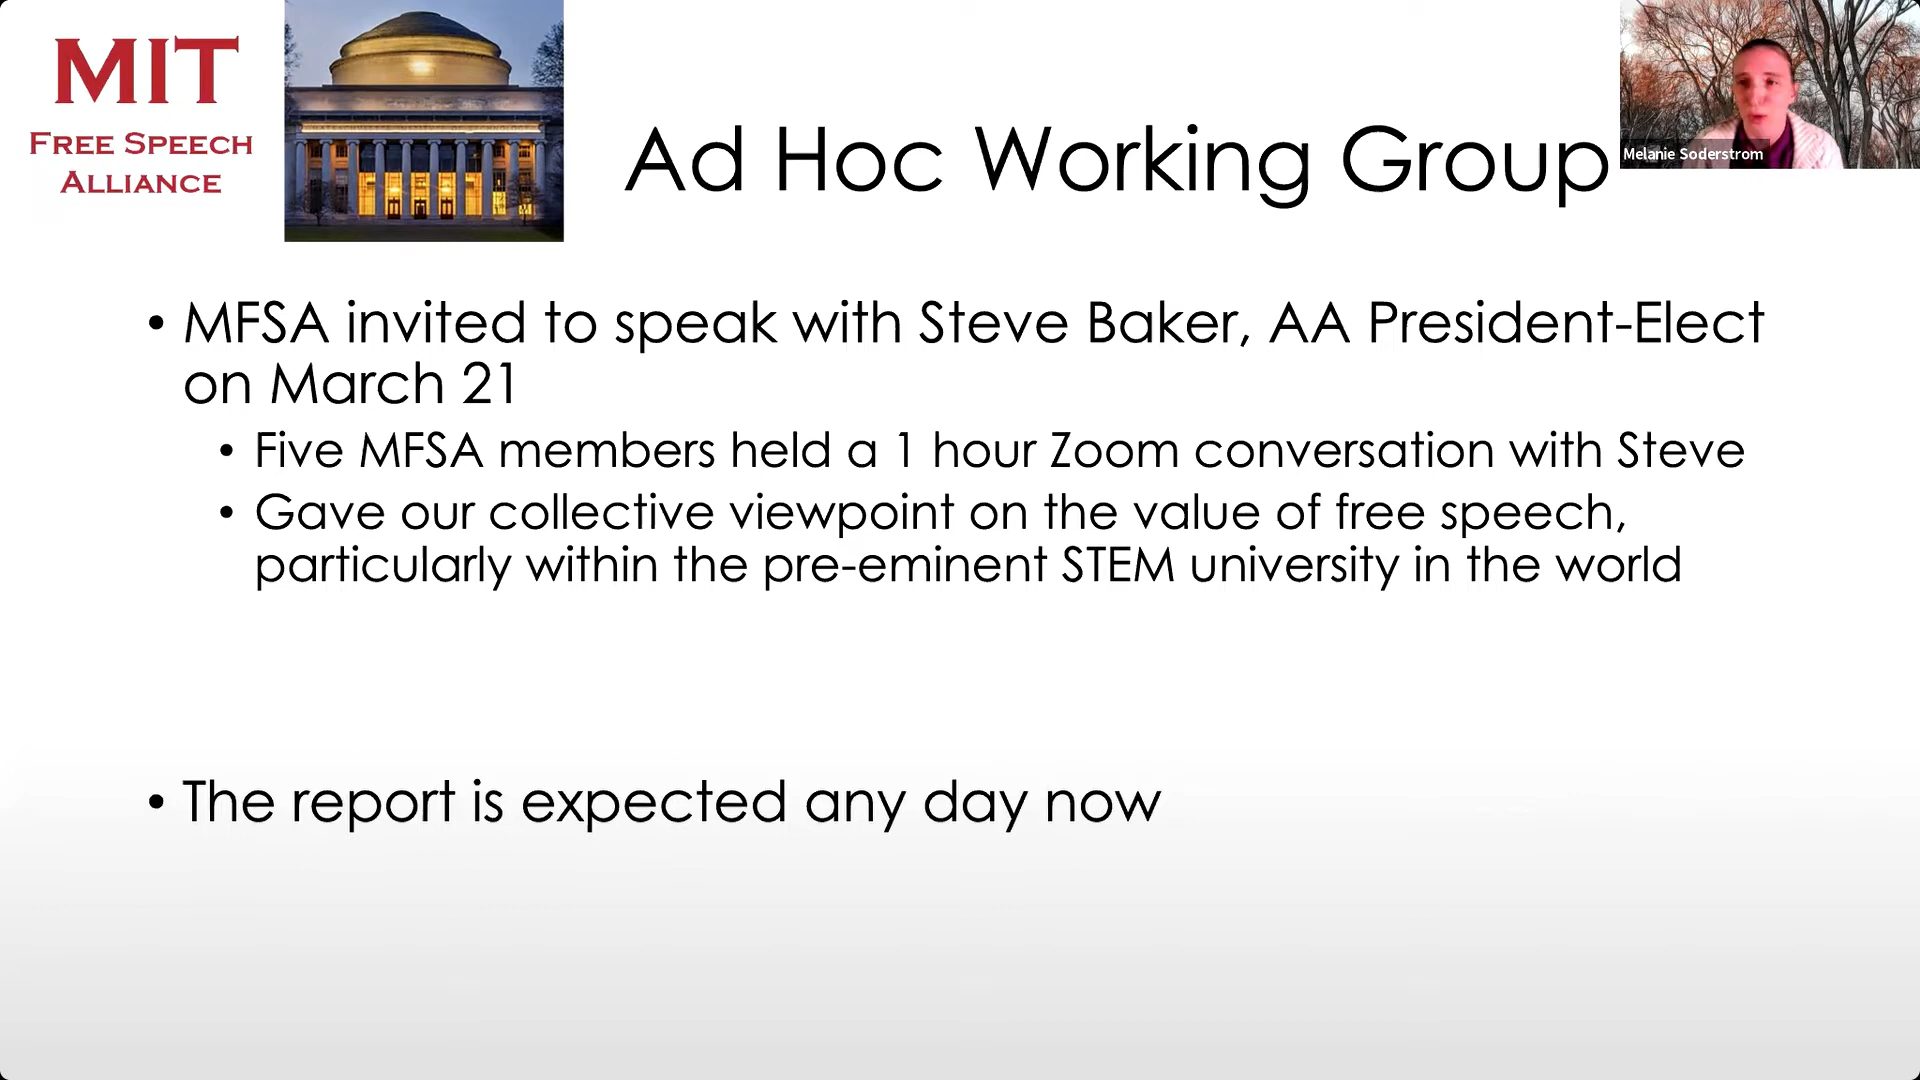 MIT
FREE SPEECH
ALLIANCE
Ad Hoc Working Group
Melanie Soderstrom
• MFSA invited to speak with Steve Baker, AA President-Elect
on March 21
• Five MFSA members held a 1 hour Zoom conversation with Steve
• Gave our collective viewpoint on the value of free speech,
particularly within the pre-eminent STEM university in the world
• The report is expected any day now